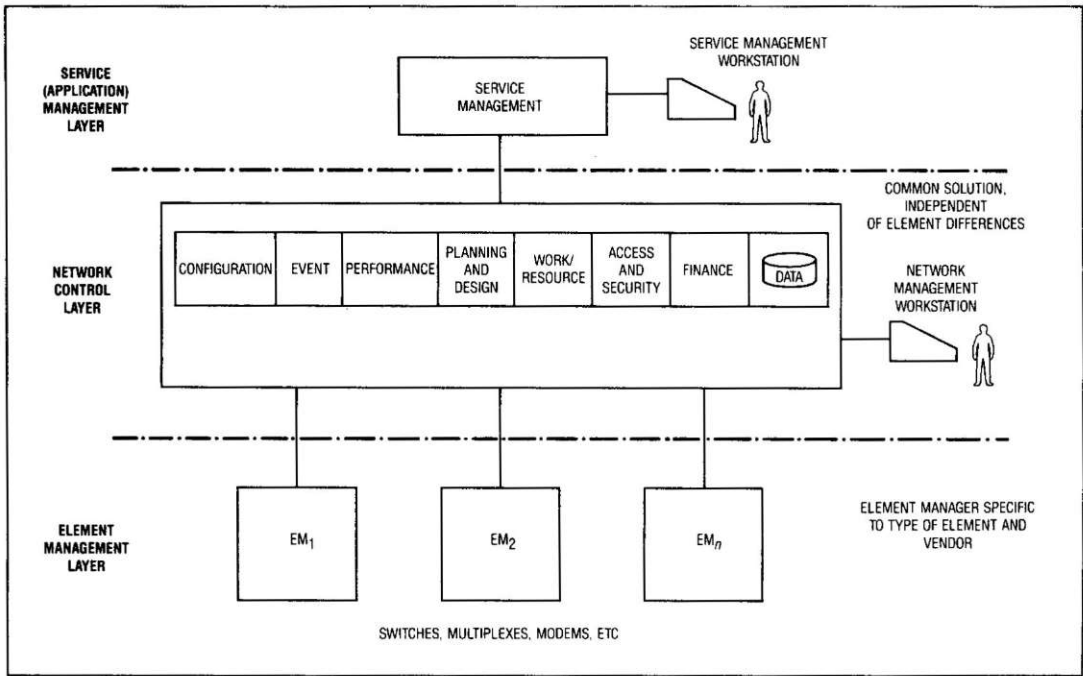 SERVICE
(APPLICATION)
MANAGEMENT
LAYER
SERVICE
MANAGEMENT
SERVICE MANAGEMENT
WORKSTATION
COMMON SOLUTION,
INDEPENDENT
OF ELEMENT DIFFERENCES
NETWORK
CONTROL
LAYER
CONFIGURATION
EVENT
PERFORMANCE
PLANNING
AND
DESIGN
WORK/
RESOURCE
ACCESS
AND
SECURITY
FINANCE
DATA
NETWORK
MANAGEMENT
WORKSTATION
ELEMENT
MANAGEMENT
LAYER
EM1
EM2
EMn
ELEMENT MANAGER SPECIFIC
TO TYPE OF ELEMENT AND
VENDOR
SWITCHES, MULTIPLEXES, MODEMS, ETC